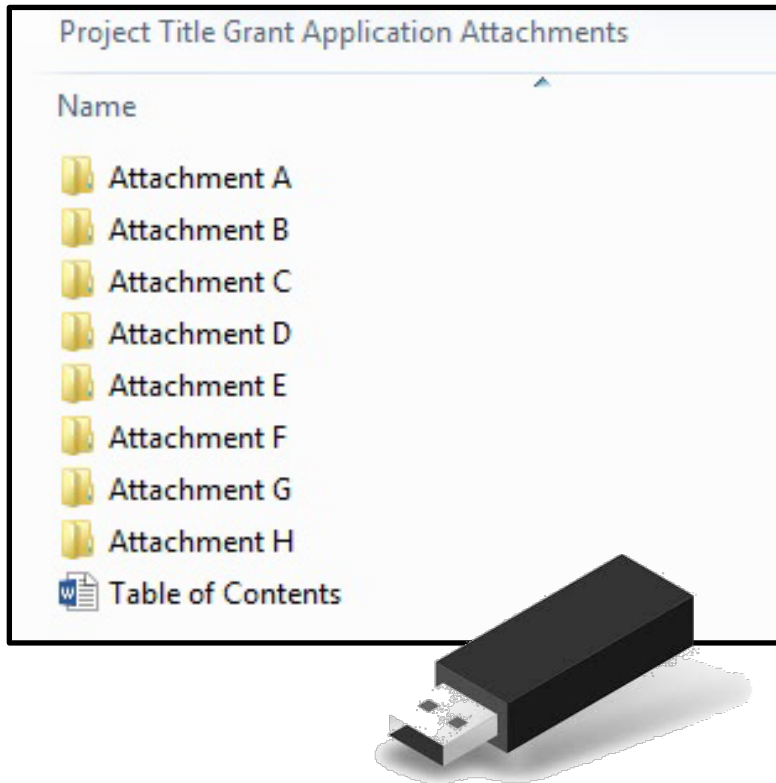 Project Title Grant Application Attachments
Name
Attachment A
Attachment B
Attachment C
Attachment D
Attachment E
Attachment F
Attachment G
Attachment H
Table of Contents